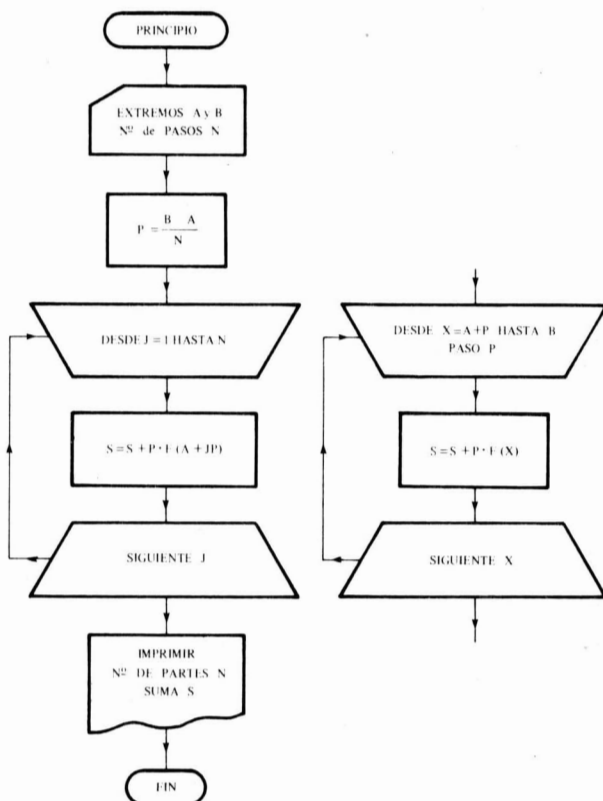 PRINCIPIO
EXTREMOS A y B
Nº de PASOS N
P = B A
N
DESDE J = 1 HASTA N
S = S + P · F (A + JP)
SIGUIENTE J
IMPRIMIR
Nº DE PARTES N
SUMA S
FIN
DESDE X = A + P HASTA B
PASO P
S = S + P · F (X)
SIGUIENTE X